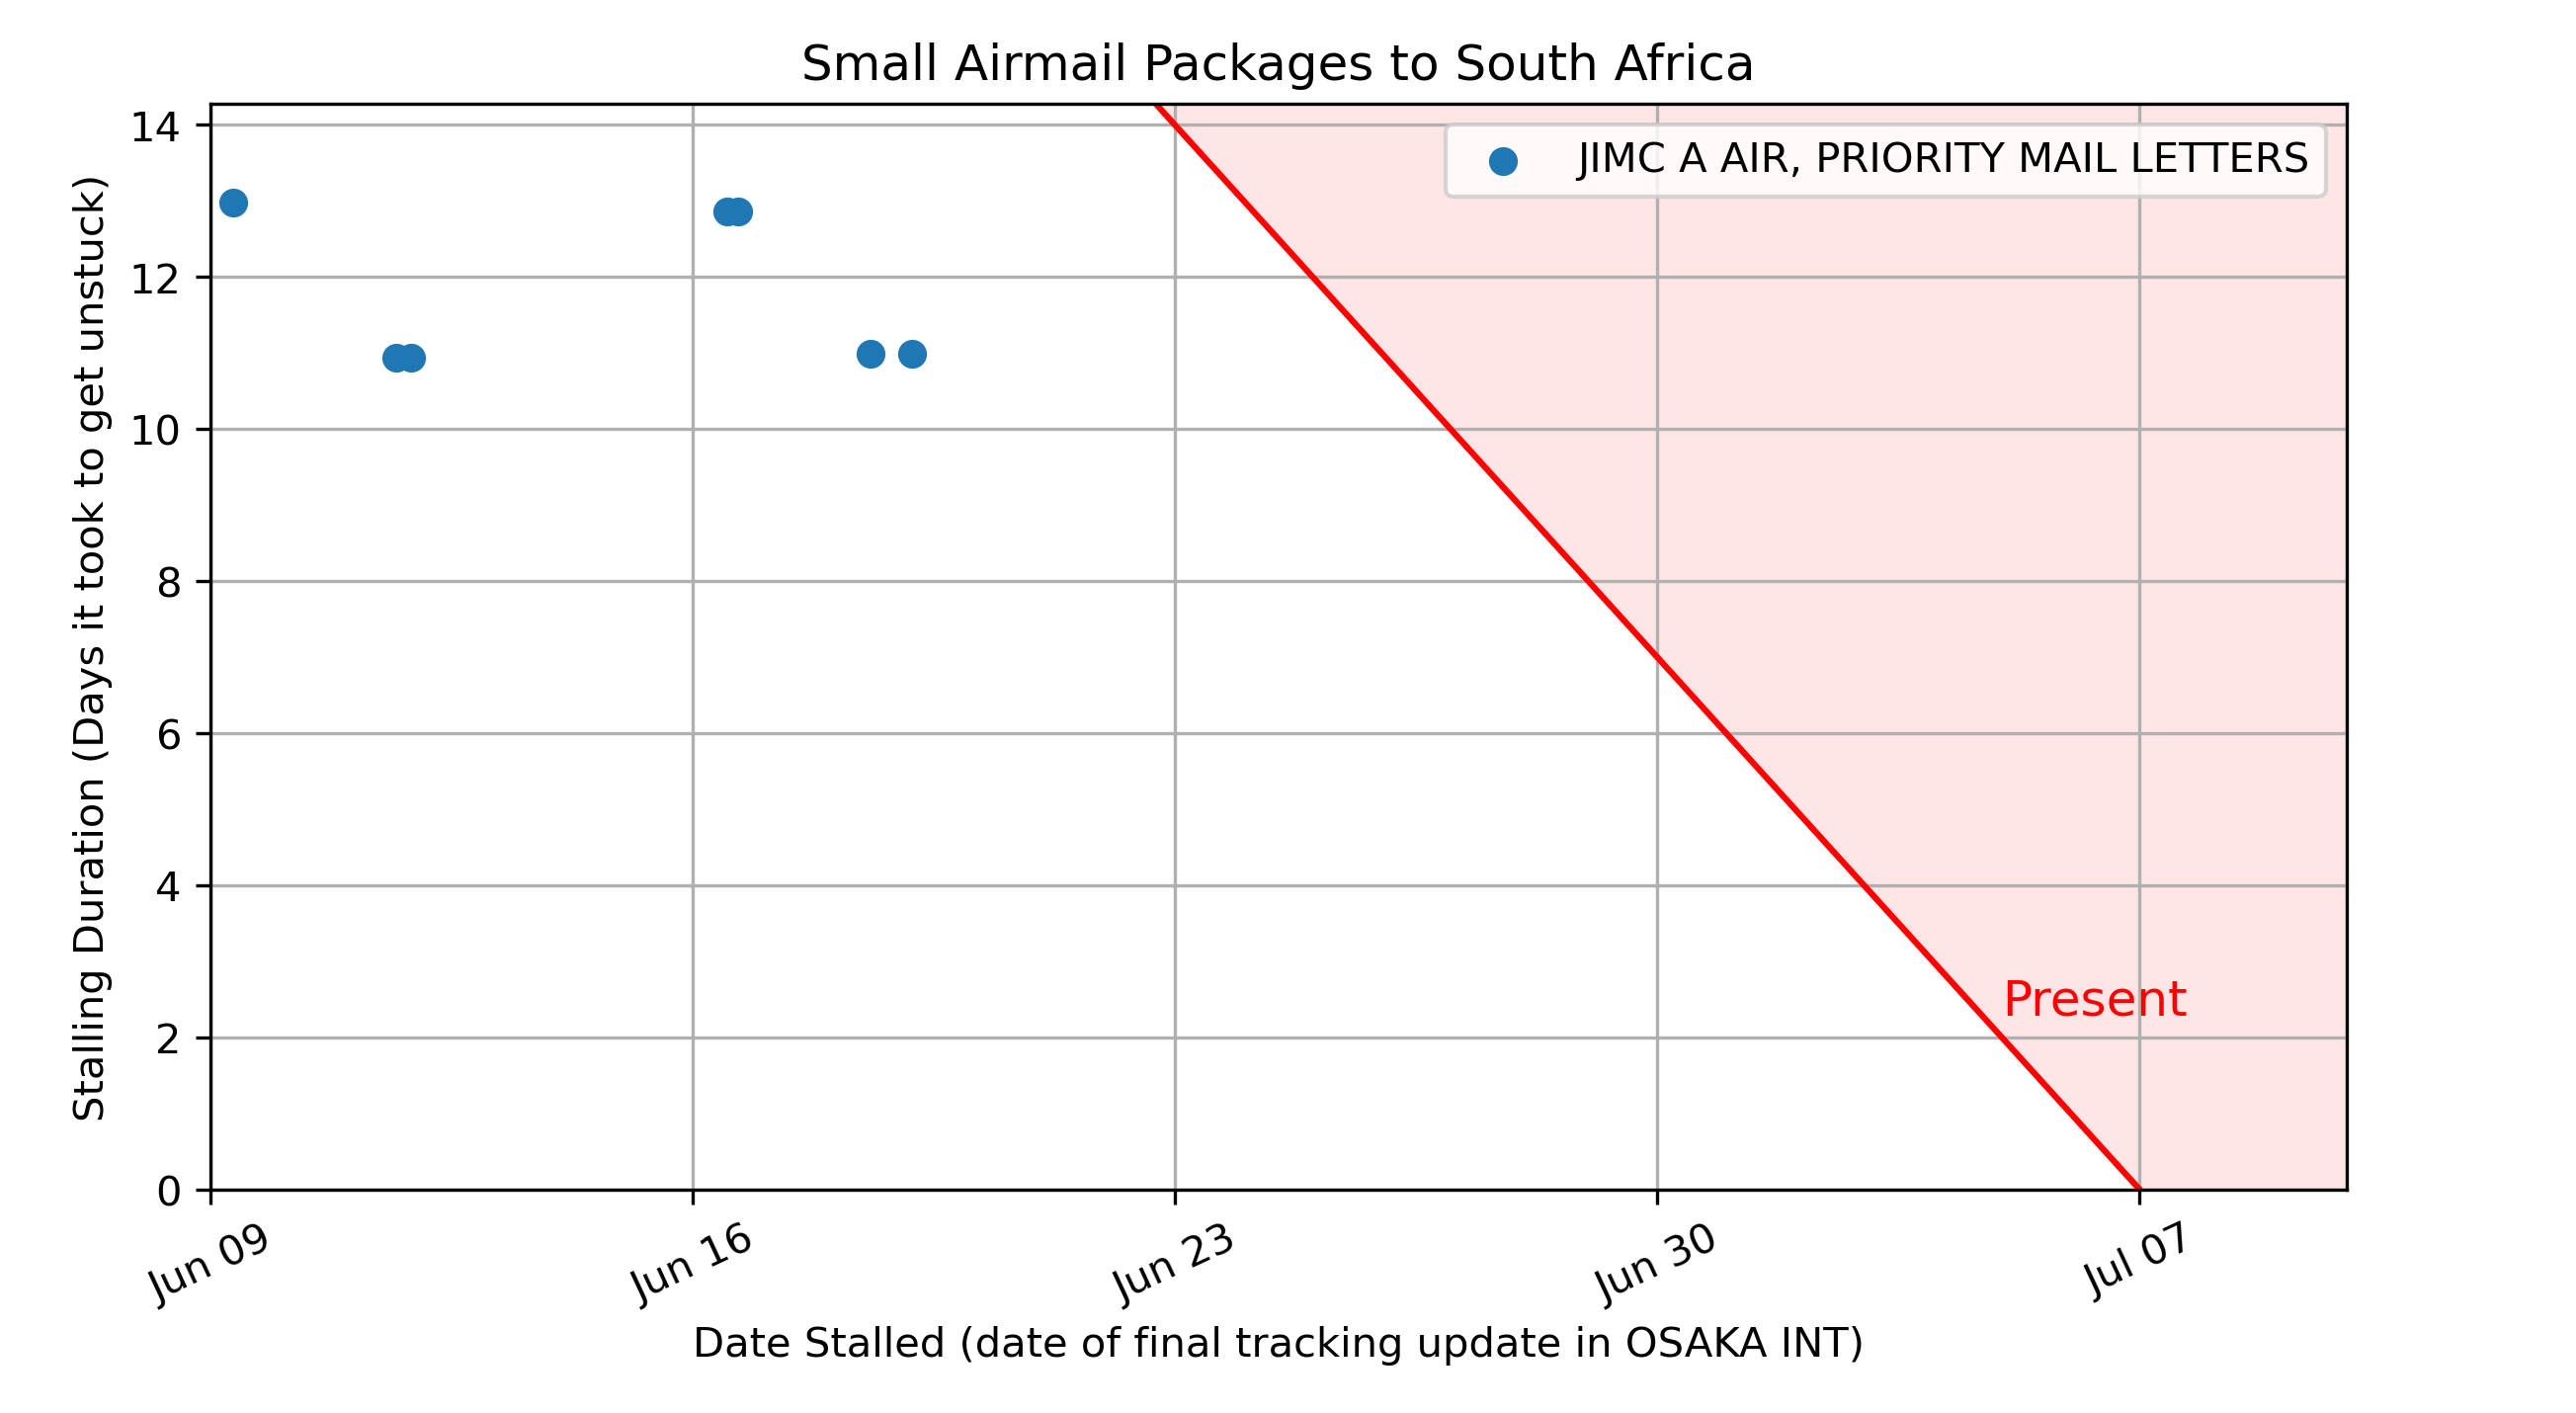 Small Airmail Packages to South Africa
JIMC A AIR, PRIORITY MAIL LETTERS
Stalling Duration (Days it took to get unstuck)
14
12
10
8
6
4
2
0
Present
Jun 09
Jun 16
Jun 23
Jun 30
Jul 07
Date Stalled (date of final tracking update in OSAKA INT)